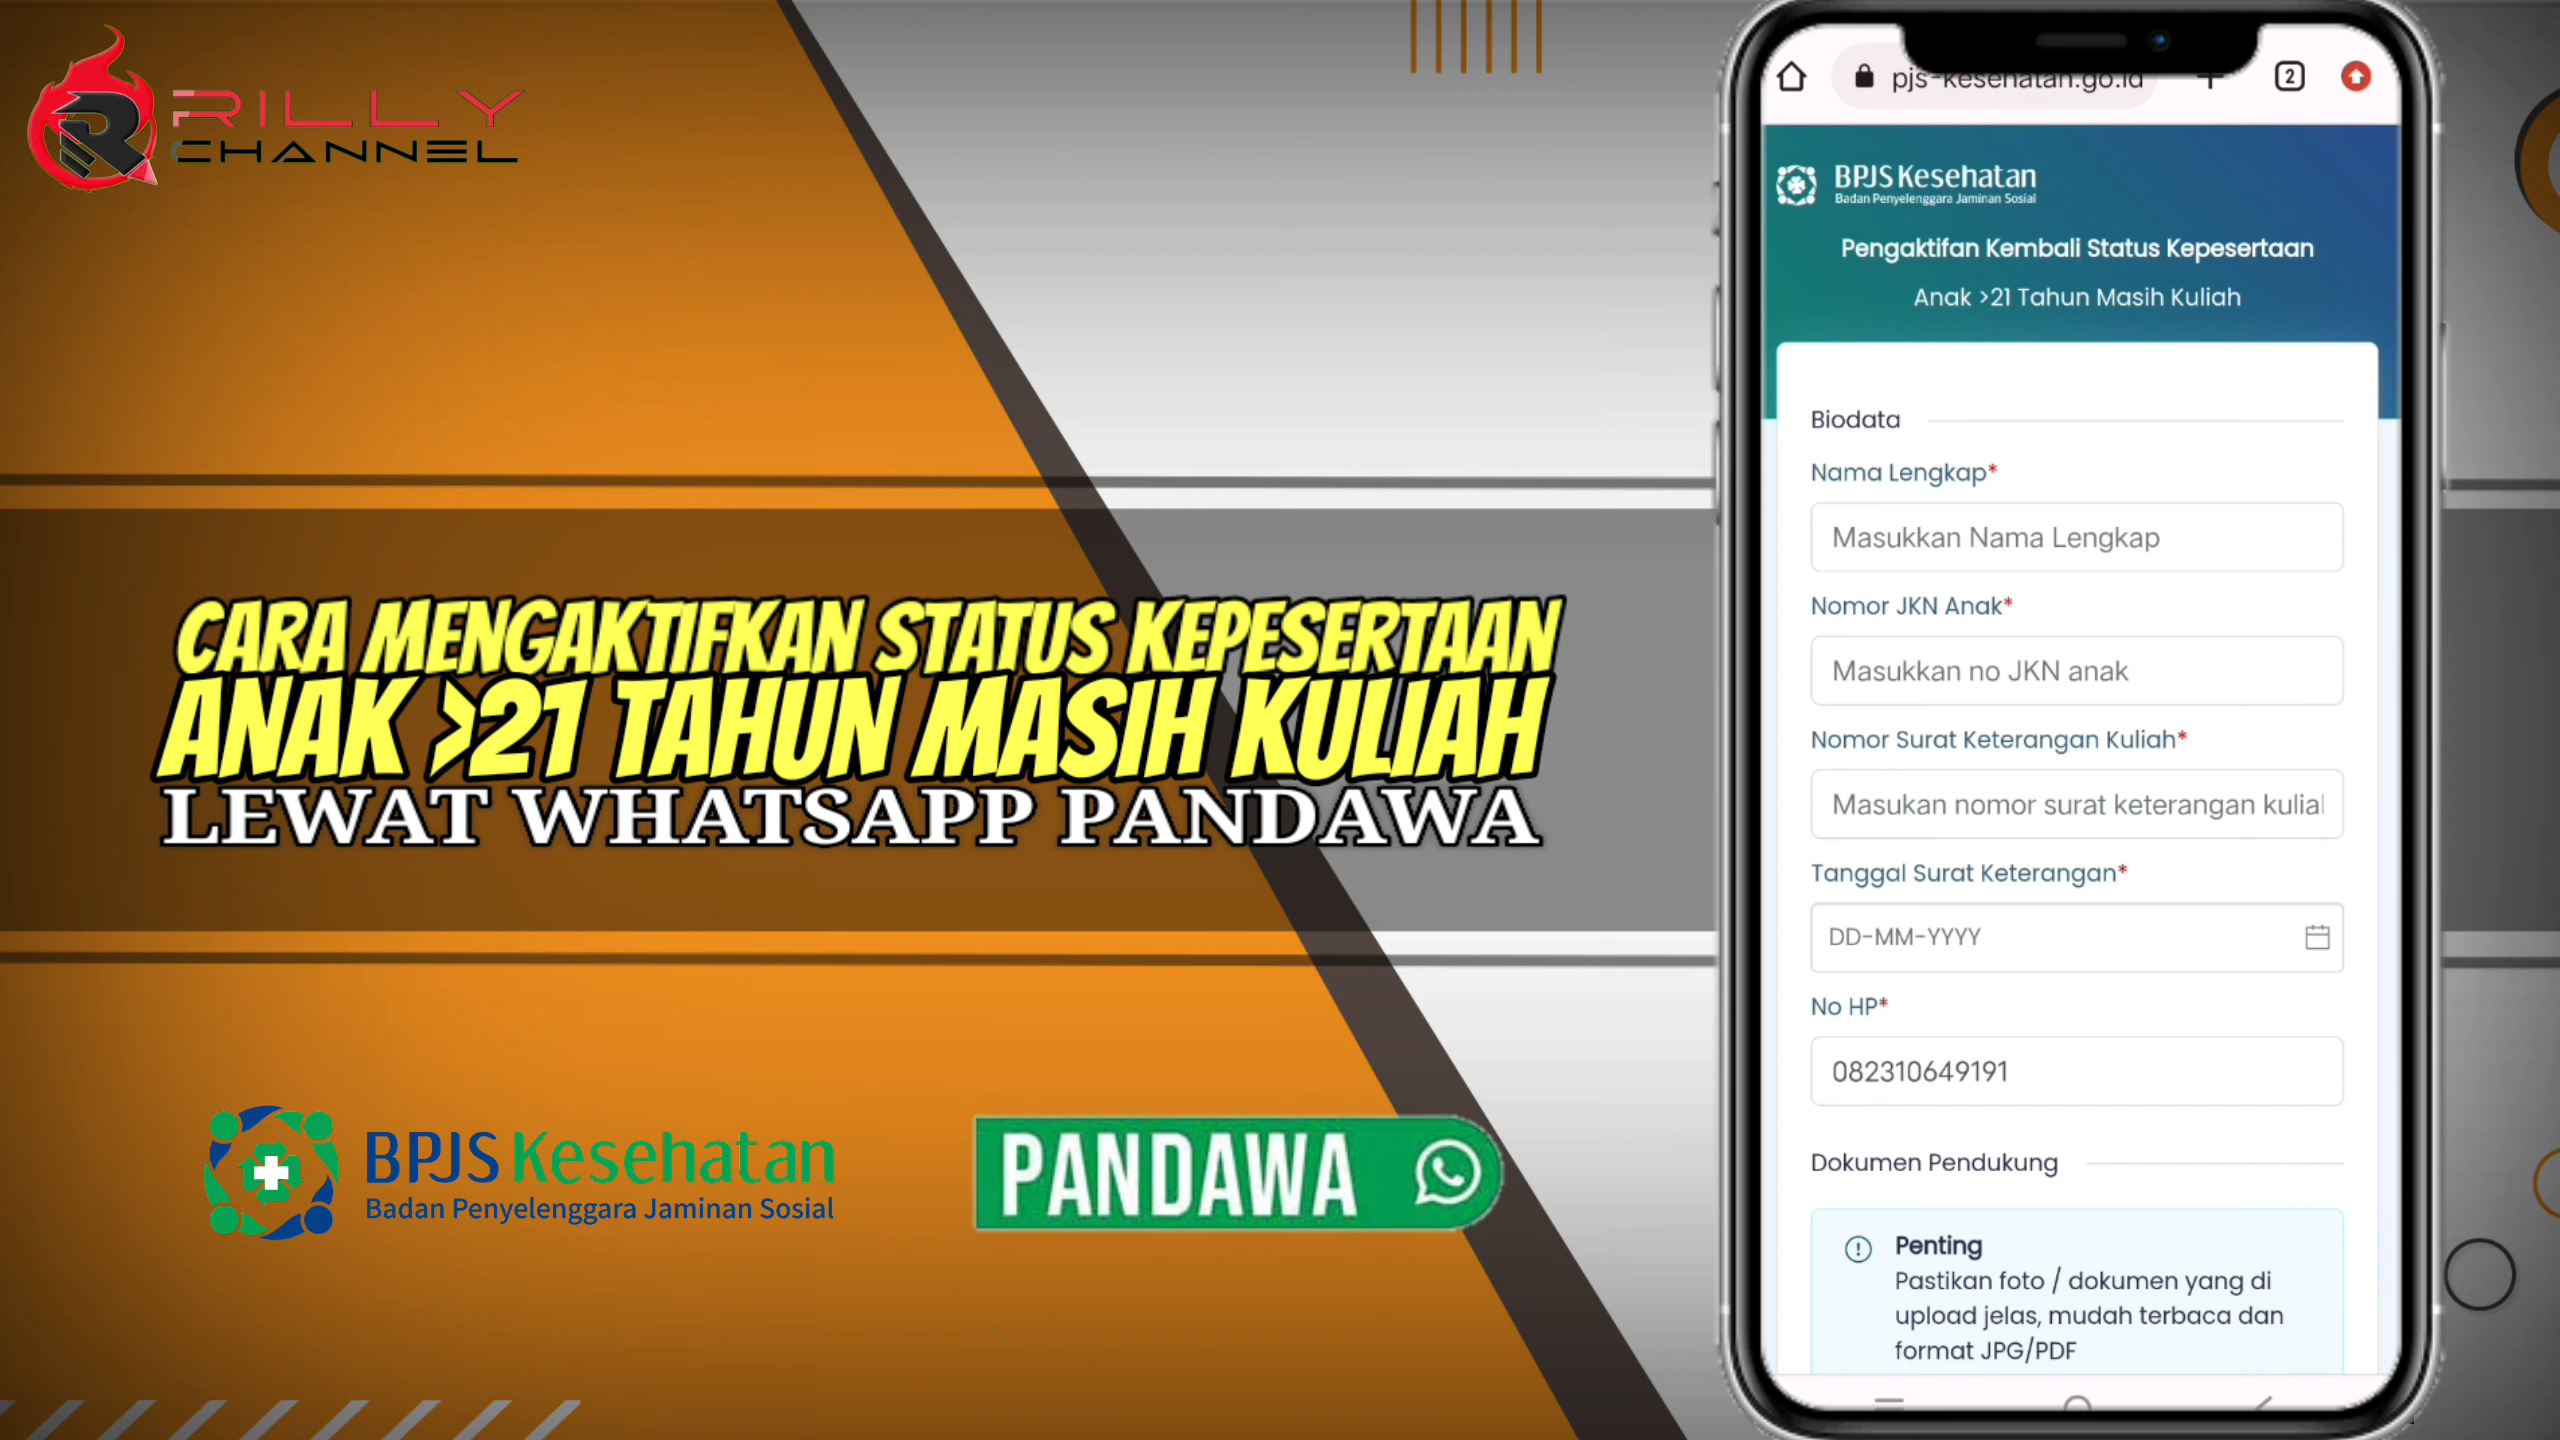 RILLY
CHANNEL
CARA MENGAKTIFKAN STATUS KEPESERTAAN
ANAK >21 TAHUN MASIH KULIAH
LEWAT WHATSAPP PANDAWA
BPJS Kesehatan
Badan Penyelenggara Jaminan Sosial
PANDAWA
pjs-kesehatan.go.id
2
BPJS Kesehatan
Badan Penyelenggara Jaminan Sosial
Pengaktifan Kembali Status Kepesertaan
Anak >21 Tahun Masih Kuliah
Biodata
Nama Lengkap*
Masukkan Nama Lengkap
Nomor JKN Anak*
Masukkan no JKN anak
Nomor Surat Keterangan Kuliah*
Masukan nomor surat keterangan kulial
Tanggal Surat Keterangan*
DD-MM-YYYY
No HP*
082310649191
Dokumen Pendukung
Penting
Pastikan foto / dokumen yang di
upload jelas, mudah terbaca dan
format JPG/PDF